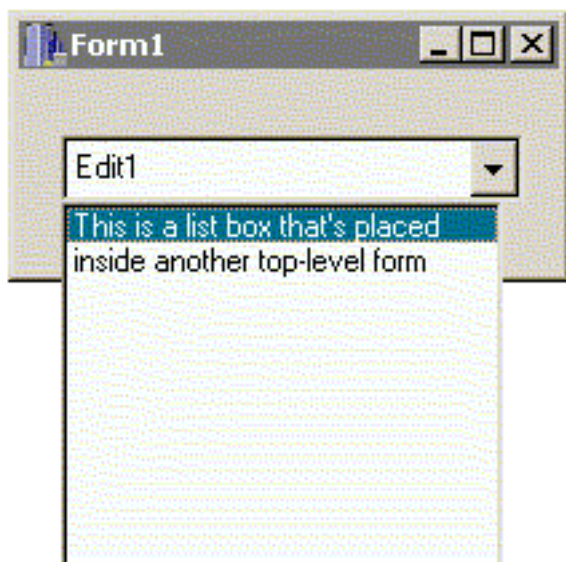 Form1
Edit1
This is a list box that's placed
inside another top-level form